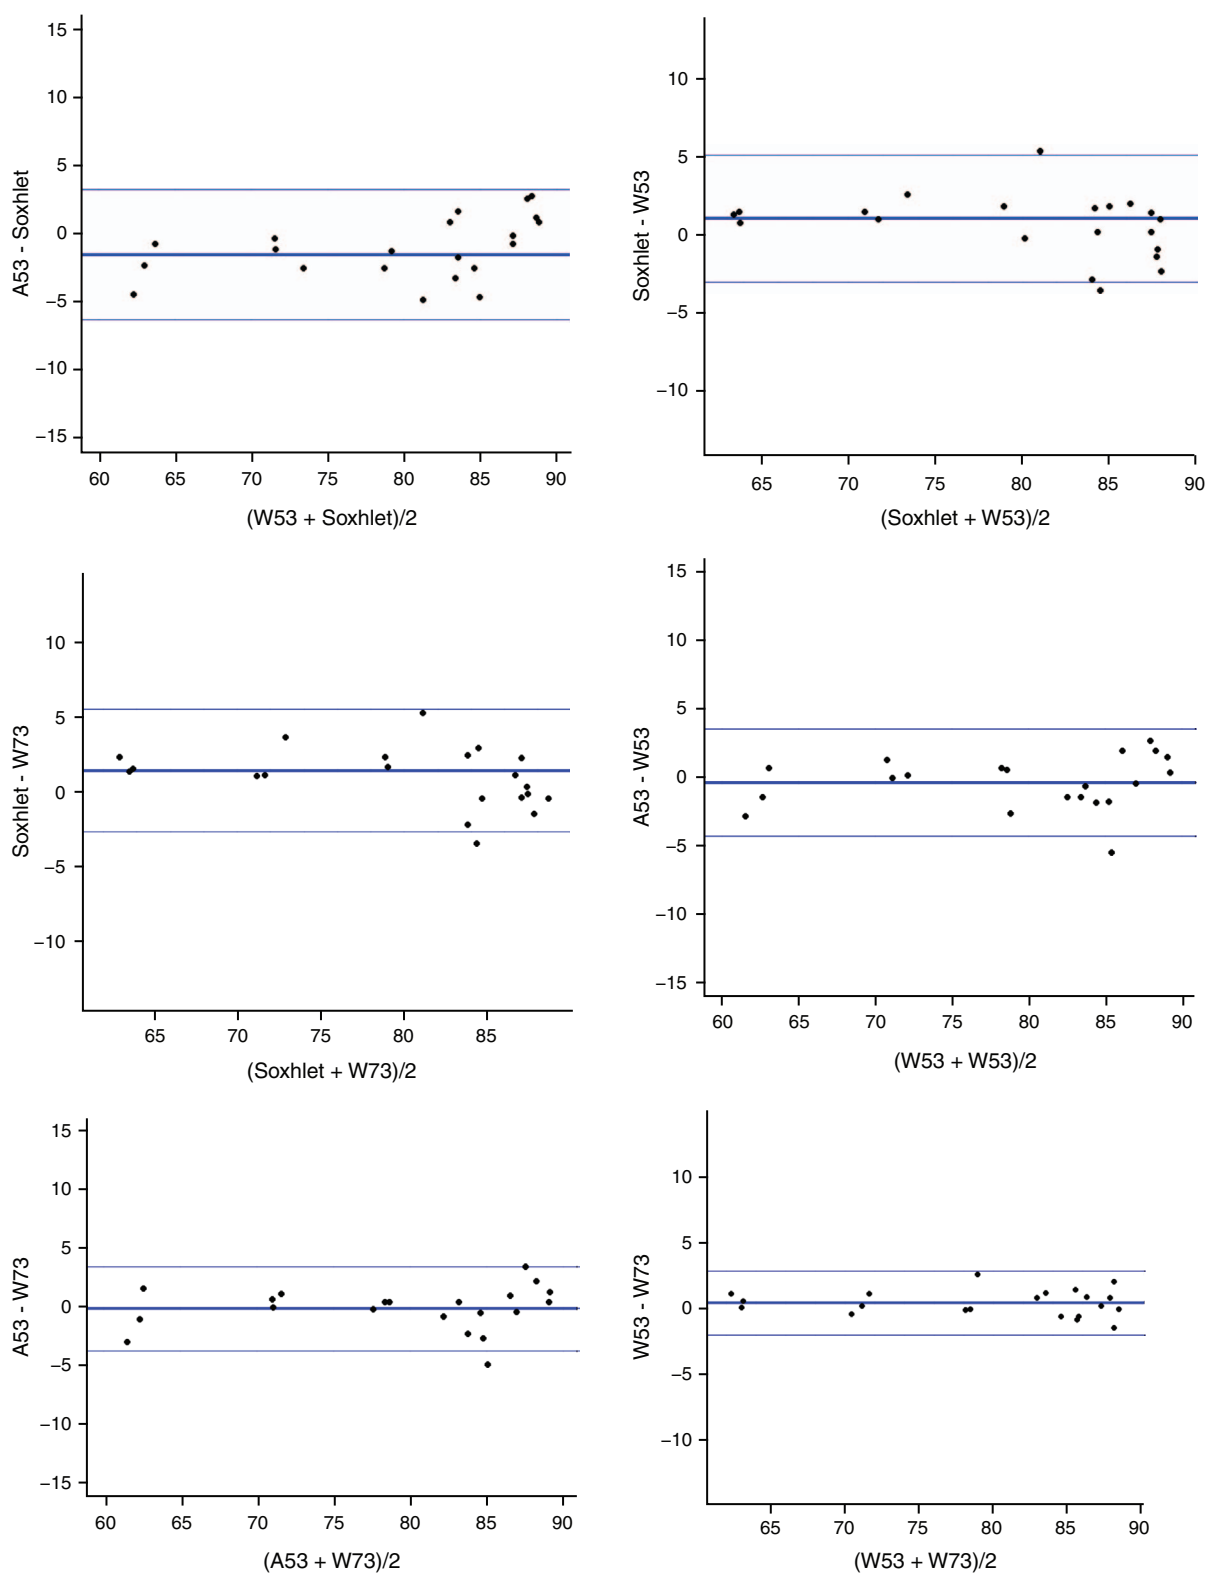 15
10
5
0
−5
−10
−15
A53 - Soxhlet
60 65 70 75 80 85 90
(W53 + Soxhlet)/2
10
5
0
−5
−10
Soxhlet - W53
65 70 75 80 85 90
(Soxhlet + W53)/2
10
5
0
−5
−10
Soxhlet - W73
65 70 75 80 85
(Soxhlet + W73)/2
15
10
5
0
−5
−10
−15
A53 - W53
60 65 70 75 80 85 90
(W53 + W53)/2
15
10
5
0
−5
−10
−15
A53 - W73
60 65 70 75 80 85 90
(A53 + W73)/2
10
5
0
−5
−10
W53 - W73
65 70 75 80 85 90
(W53 + W73)/2